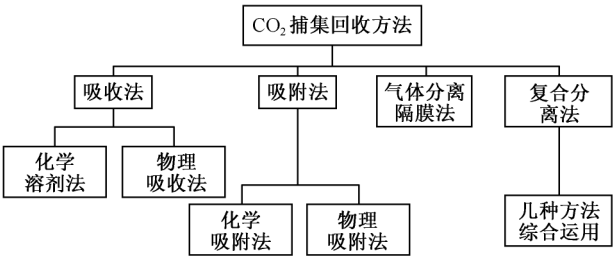 CO₂捕集回收方法
吸收法
吸附法
气体分离
隔膜法
复合分
离法
化学
溶剂法
物理
吸收法
化学
吸附法
物理
吸附法
几种方法
综合运用